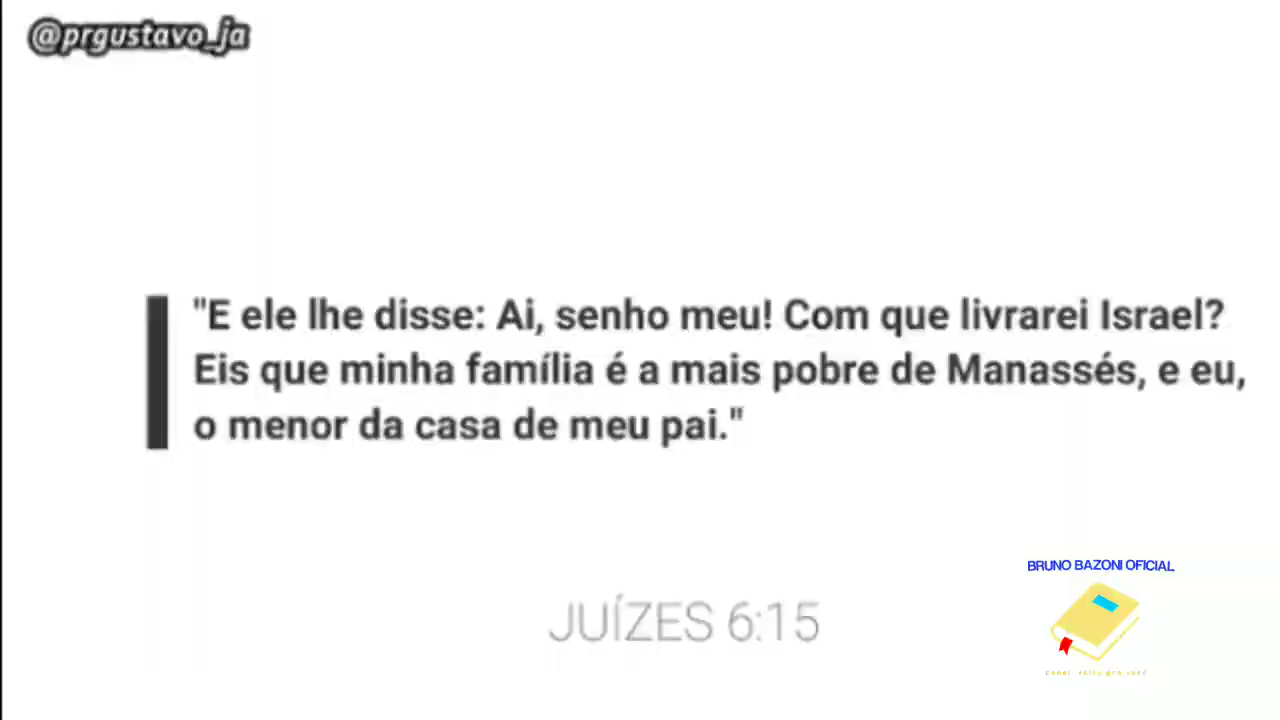 @prgustavo_ja
"E ele lhe disse: Ai, senho meu! Com que livrarei Israel?
Eis que minha família é a mais pobre de Manassés, e eu,
o menor da casa de meu pai."
JUÍZES 6:15
BRUNO BAZONI OFICIAL